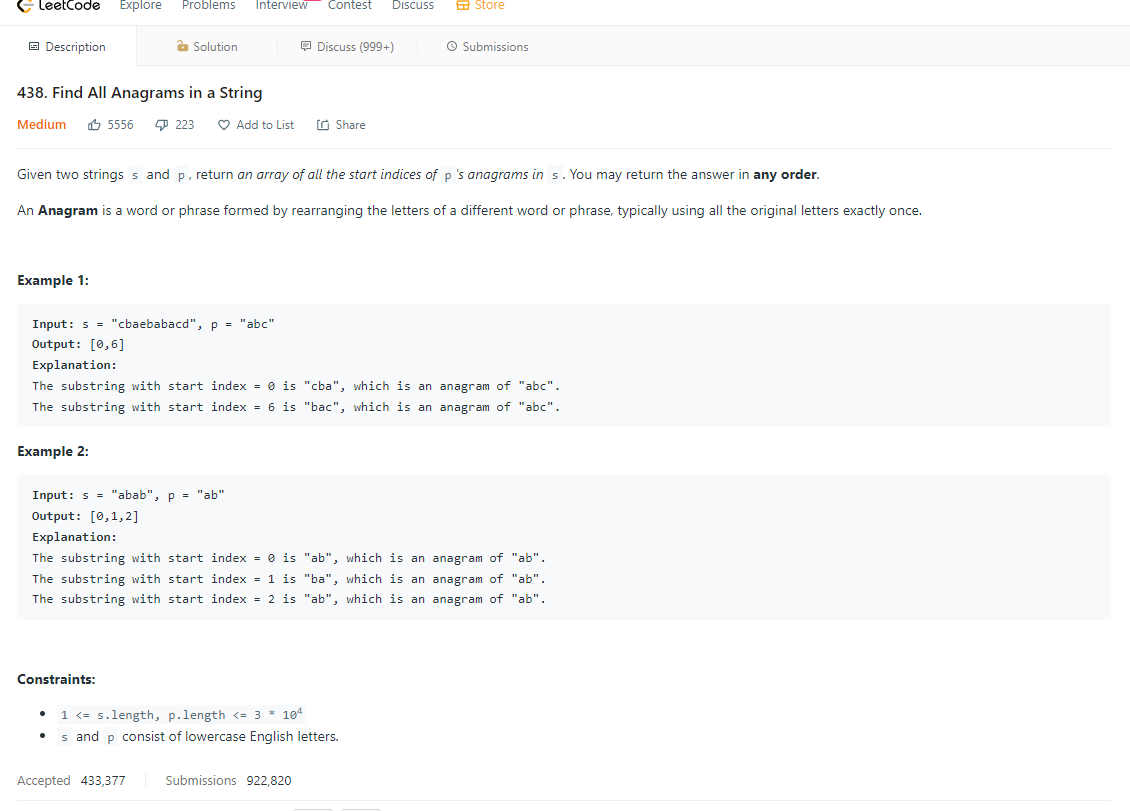 LeetCode Explore Problems Interview Contest Discuss Store
Description Solution Discuss (999+) Submissions
438. Find All Anagrams in a String
Medium 5556 223 Add to List Share
Given two strings s and p, return an array of all the start indices of p's anagrams in s. You may return the answer in any order.
An Anagram is a word or phrase formed by rearranging the letters of a different word or phrase, typically using all the original letters exactly once.
Example 1:
Input: s = "cbaebabacd", p = "abc"
Output: [0,6]
Explanation:
The substring with start index = 0 is "cba", which is an anagram of "abc".
The substring with start index = 6 is "bac", which is an anagram of "abc".
Example 2:
Input: s = "abab", p = "ab"
Output: [0,1,2]
Explanation:
The substring with start index = 0 is "ab", which is an anagram of "ab".
The substring with start index = 1 is "ba", which is an anagram of "ab".
The substring with start index = 2 is "ab", which is an anagram of "ab".
Constraints:
1 <= s.length, p.length <= 3 * 10⁴
s and p consist of lowercase English letters.
Accepted 433,377 Submissions 922,820